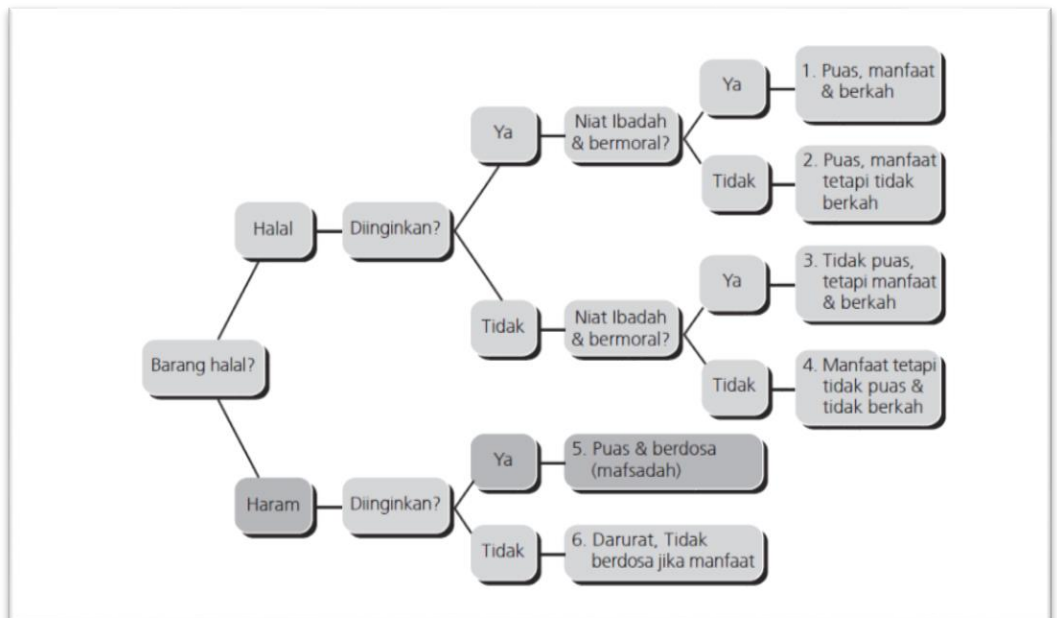 Barang halal?
Halal
Diinginkan?
Ya
Niat Ibadah
& bermoral?
Ya
1. Puas, manfaat
& berkah
Tidak
2. Puas, manfaat
tetapi tidak
berkah
Tidak
Niat Ibadah
& bermoral?
Ya
3. Tidak puas,
tetapi manfaat
& berkah
Tidak
4. Manfaat tetapi
tidak puas &
tidak berkah
Haram
Diinginkan?
Ya
5. Puas & berdosa
(mafsadah)
Tidak
6. Darurat, Tidak
berdosa jika manfaat